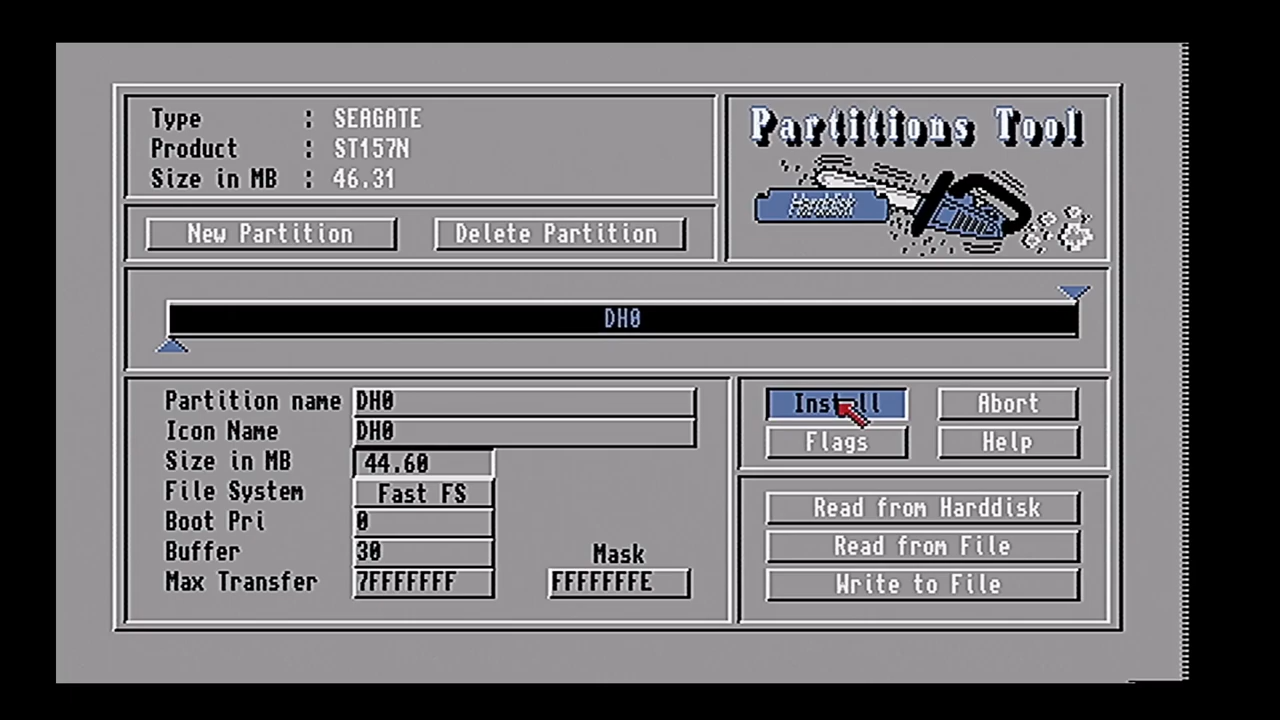 Type : SEAGATE
Product : ST157N
Size in MB : 46.31
Partitions Tool
Harddisk
New Partition
Delete Partition
DH0
Partition name DH0
Icon Name DH0
Size in MB 44.60
File System Fast FS
Boot Pri 0
Buffer 30
Max Transfer 7FFFFFFF
Mask
FFFFFFFE
Install
Abort
Flags
Help
Read from Harddisk
Read from File
Write to File